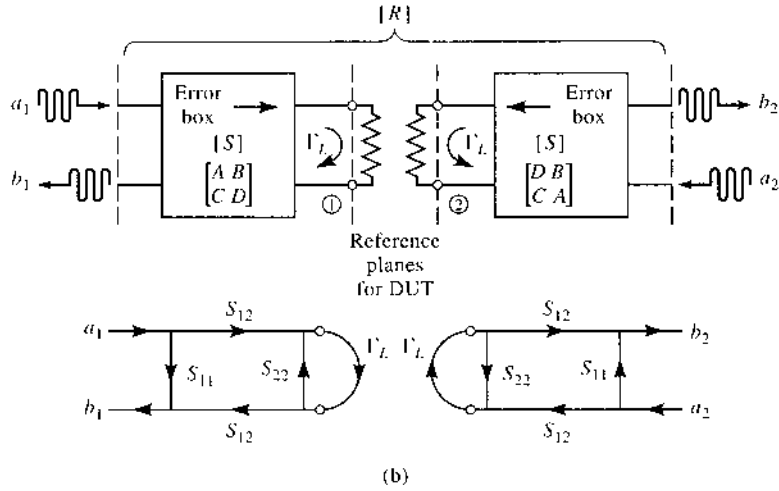 [R]
a₁
Error
box
[S]
[A B
C D]
Γ_L
①
b₁
Γ_L
②
Error
box
[S]
[D B
C A]
b₂
a₂
Reference
planes
for DUT
a₁
S₁₂
S₁₁
S₂₂
Γ_L
b₁
S₁₂
Γ_L
S₁₂
b₂
S₂₂
S₁₁
S₁₂
a₂
(b)